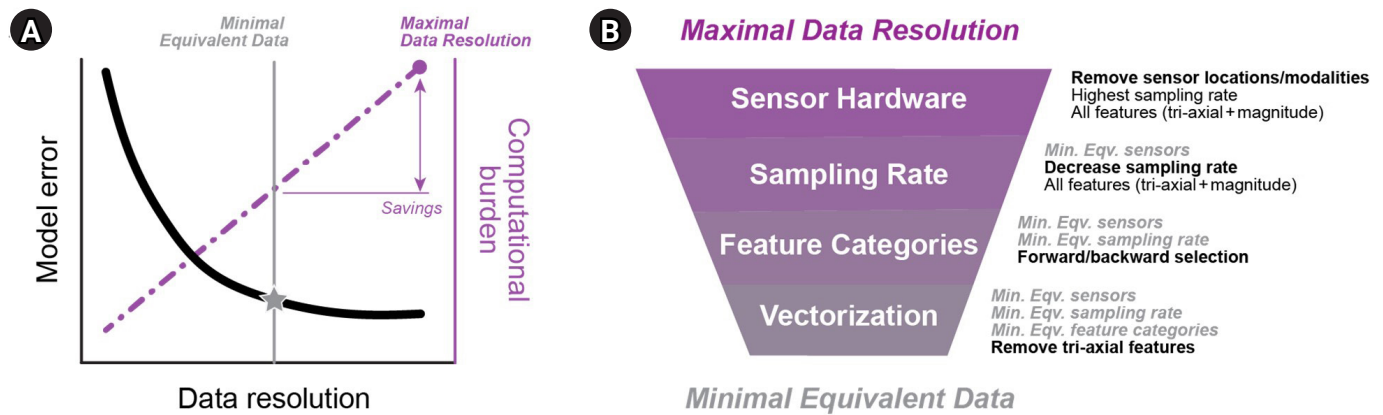 A
Minimal
Equivalent Data
Maximal
Data Resolution
Model error
Savings
Computational
burden
Data resolution
B
Maximal Data Resolution
Sensor Hardware
Remove sensor locations/modalities
Highest sampling rate
All features (tri-axial+magnitude)
Sampling Rate
Min. Eqv. sensors
Decrease sampling rate
All features (tri-axial+magnitude)
Feature Categories
Min. Eqv. sensors
Min. Eqv. sampling rate
Forward/backward selection
Vectorization
Min. Eqv. sensors
Min. Eqv. sampling rate
Min. Eqv. feature categories
Remove tri-axial features
Minimal Equivalent Data